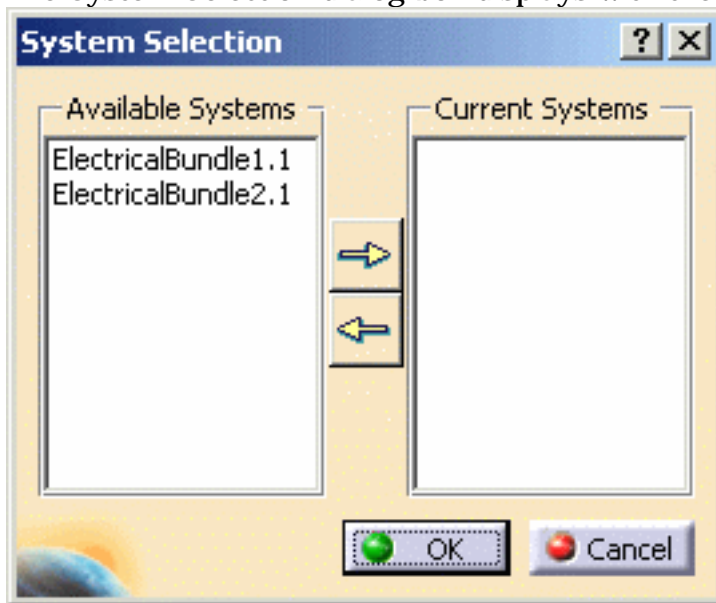 System Selection
? X
Available Systems
Current Systems
ElectricalBundle1.1
ElectricalBundle2.1
OK
Cancel